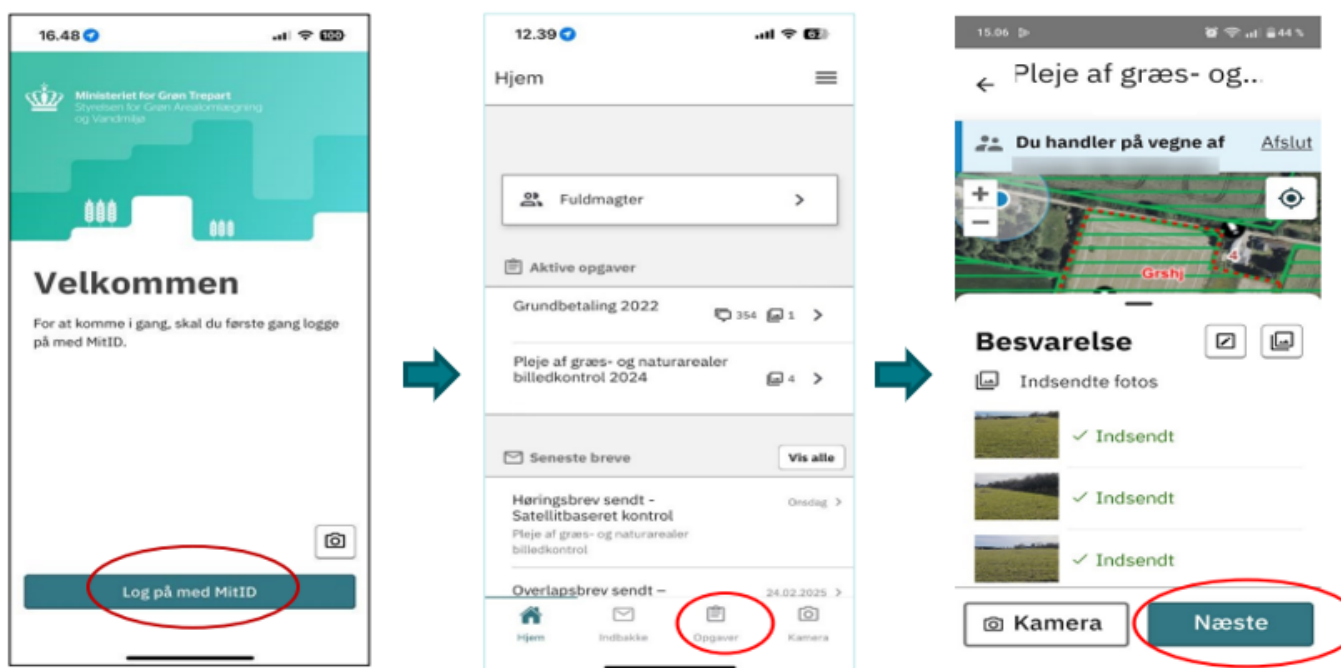 16.48
100
Ministeriet for Grøn Trepart
Styrelsen for Grøn Arealomlægning
og Vandmiljø
Velkommen
For at komme i gang, skal du første gang logge
på med MitID.
Log på med MitID
12.39
62
Hjem
Fuldmagter
Aktive opgaver
Grundbetaling 2022
354
1
Pleje af græs- og naturarealer
billedkontrol 2024
4
Seneste breve
Vis alle
Høringsbrev sendt -
Satellitbaseret kontrol
Onsdag
Pleje af græs- og naturarealer
billedkontrol
Overlapsbrev sendt –
24.02.2025
Hjem
Indbakke
Opgaver
Kamera
15.06
44 %
Pleje af græs- og...
Du handler på vegne af
Afslut
+
−
4
Grshj
Besvarelse
Indsendte fotos
Indsendt
Indsendt
Indsendt
Kamera
Næste